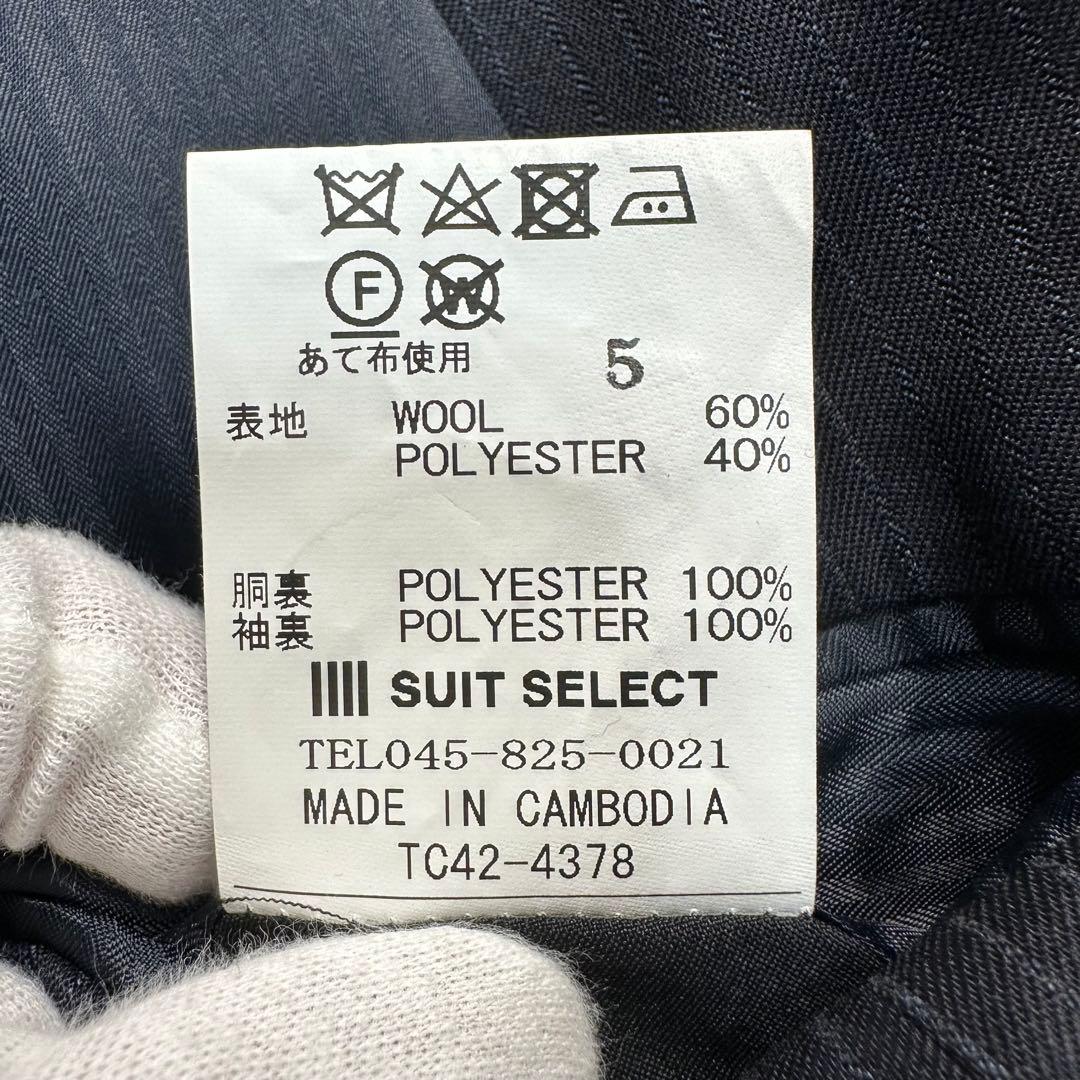 F W
あて布使用 5
表地 WOOL 60%
POLYESTER 40%
胴裏 POLYESTER 100%
袖裏 POLYESTER 100%
SUIT SELECT
TEL045-825-0021
MADE IN CAMBODIA
TC42-4378